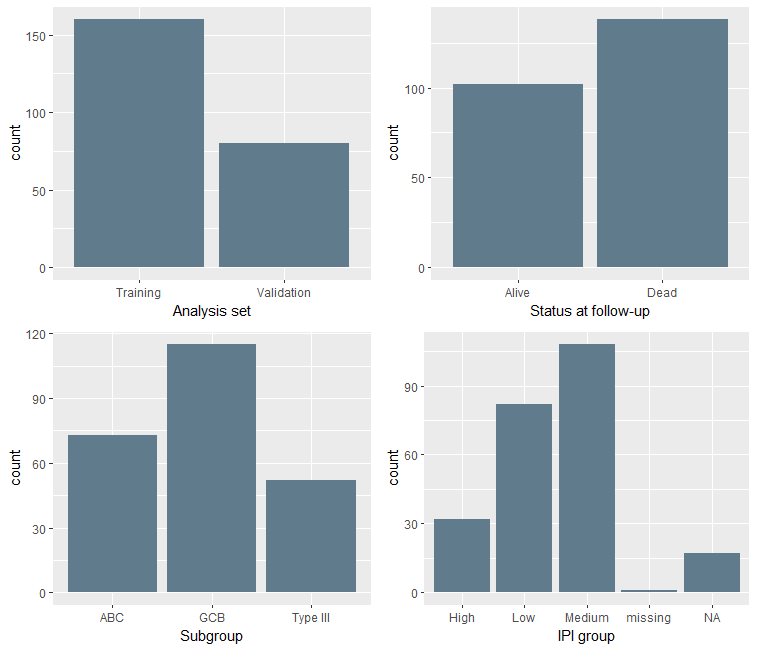 count
150
100
50
0
Training Validation
Analysis set
count
100
50
0
Alive Dead
Status at follow-up
count
120
90
60
30
0
ABC GCB Type III
Subgroup
count
90
60
30
0
High Low Medium missing NA
IPI group